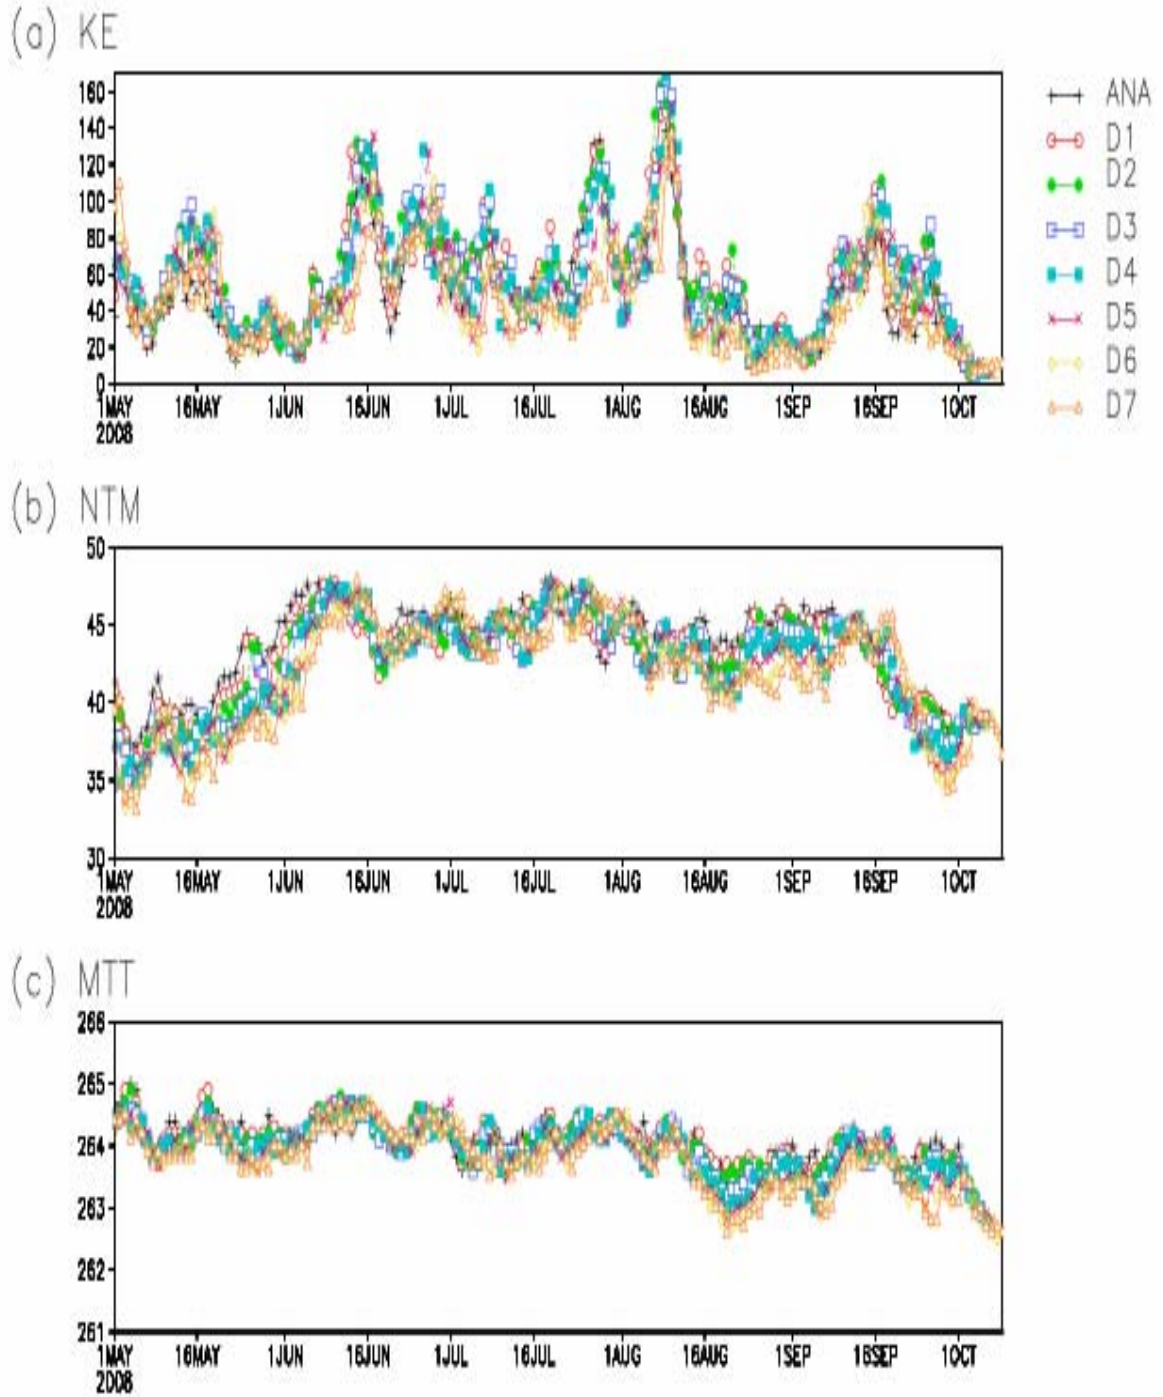 (a) KE
160
140
120
100
80
60
40
20
0
1MAY 16MAY 1JUN 16JUN 1JUL 16JUL 1AUG 16AUG 1SEP 16SEP 1OCT
2008
ANA
D1
D2
D3
D4
D5
D6
D7
(b) NTM
50
45
40
35
30
1MAY 16MAY 1JUN 16JUN 1JUL 16JUL 1AUG 16AUG 1SEP 16SEP 1OCT
2008
(c) MTT
266
265
264
263
262
261
1MAY 16MAY 1JUN 16JUN 1JUL 16JUL 1AUG 16AUG 1SEP 16SEP 1OCT
2008